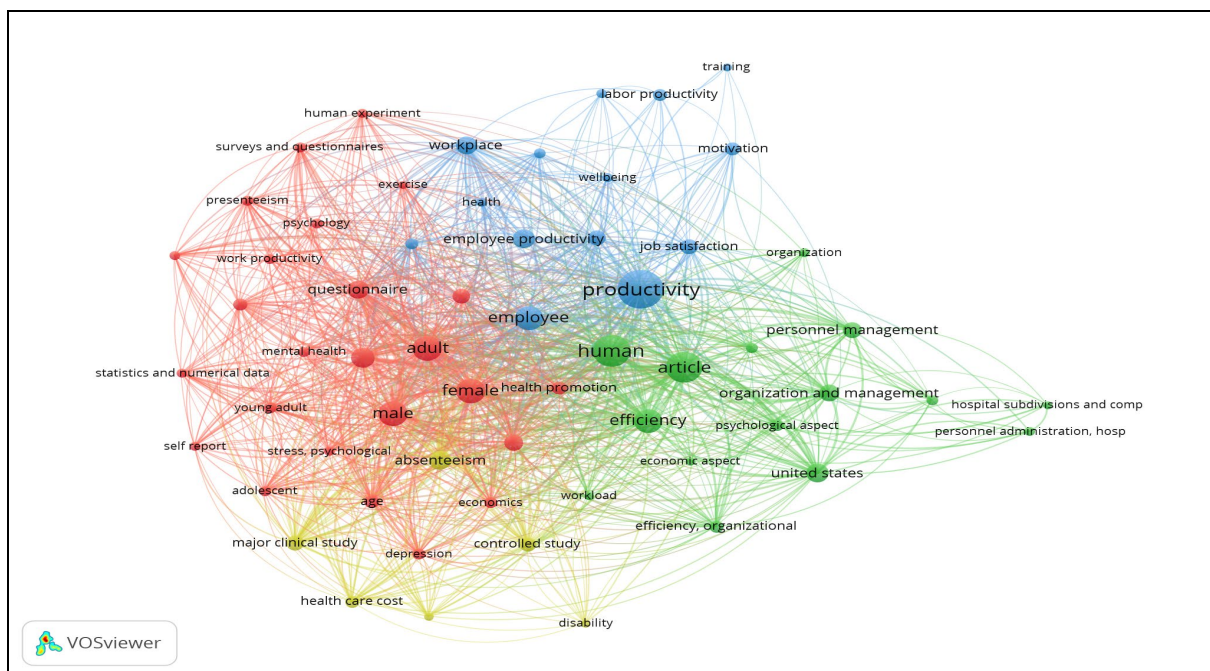 training
labor productivity
human experiment
workplace
surveys and questionnaires
motivation
wellbeing
exercise
presenteeism
health
psychology
employee productivity
job satisfaction
organization
work productivity
questionnaire
productivity
employee
personnel management
adult
human
mental health
article
statistics and numerical data
female
health promotion
organization and management
young adult
male
hospital subdivisions and comp
efficiency
psychological aspect
personnel administration, hosp
self report
stress, psychological
absenteeism
economic aspect
united states
adolescent
age
economics
workload
efficiency, organizational
major clinical study
depression
controlled study
health care cost
disability
VOSviewer